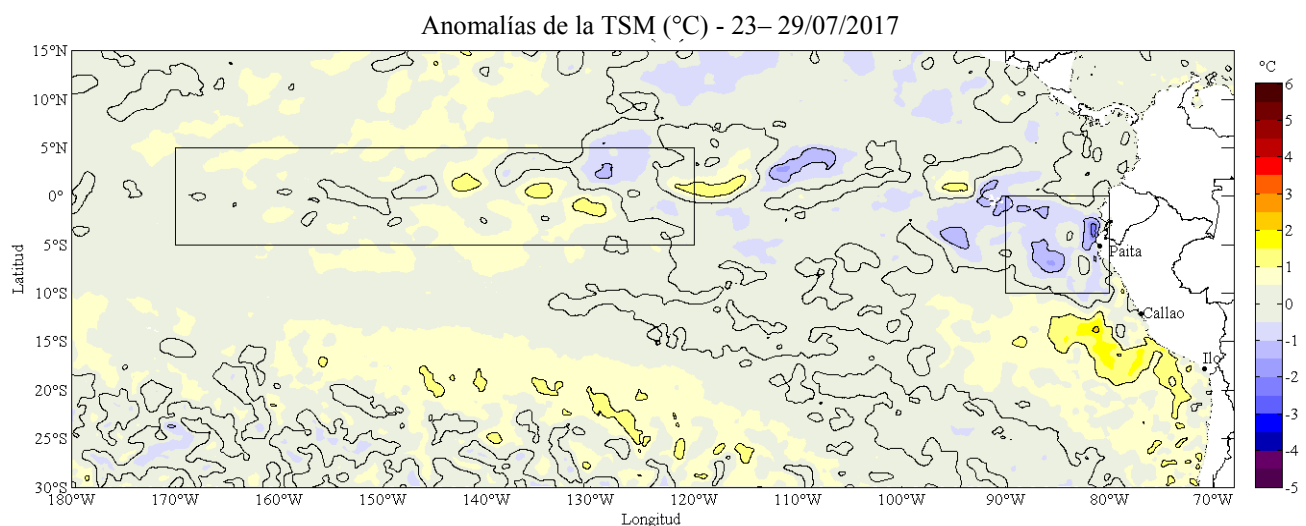 Anomalías de la TSM (°C) - 23– 29/07/2017
15°N
10°N
5°N
0°
5°S
10°S
15°S
20°S
25°S
30°S
Latitud
180°W
170°W
160°W
150°W
140°W
130°W
120°W
110°W
100°W
90°W
80°W
70°W
Longitud
Paita
Callao
Ilo
°C
6
5
4
3
2
1
0
-1
-2
-3
-4
-5